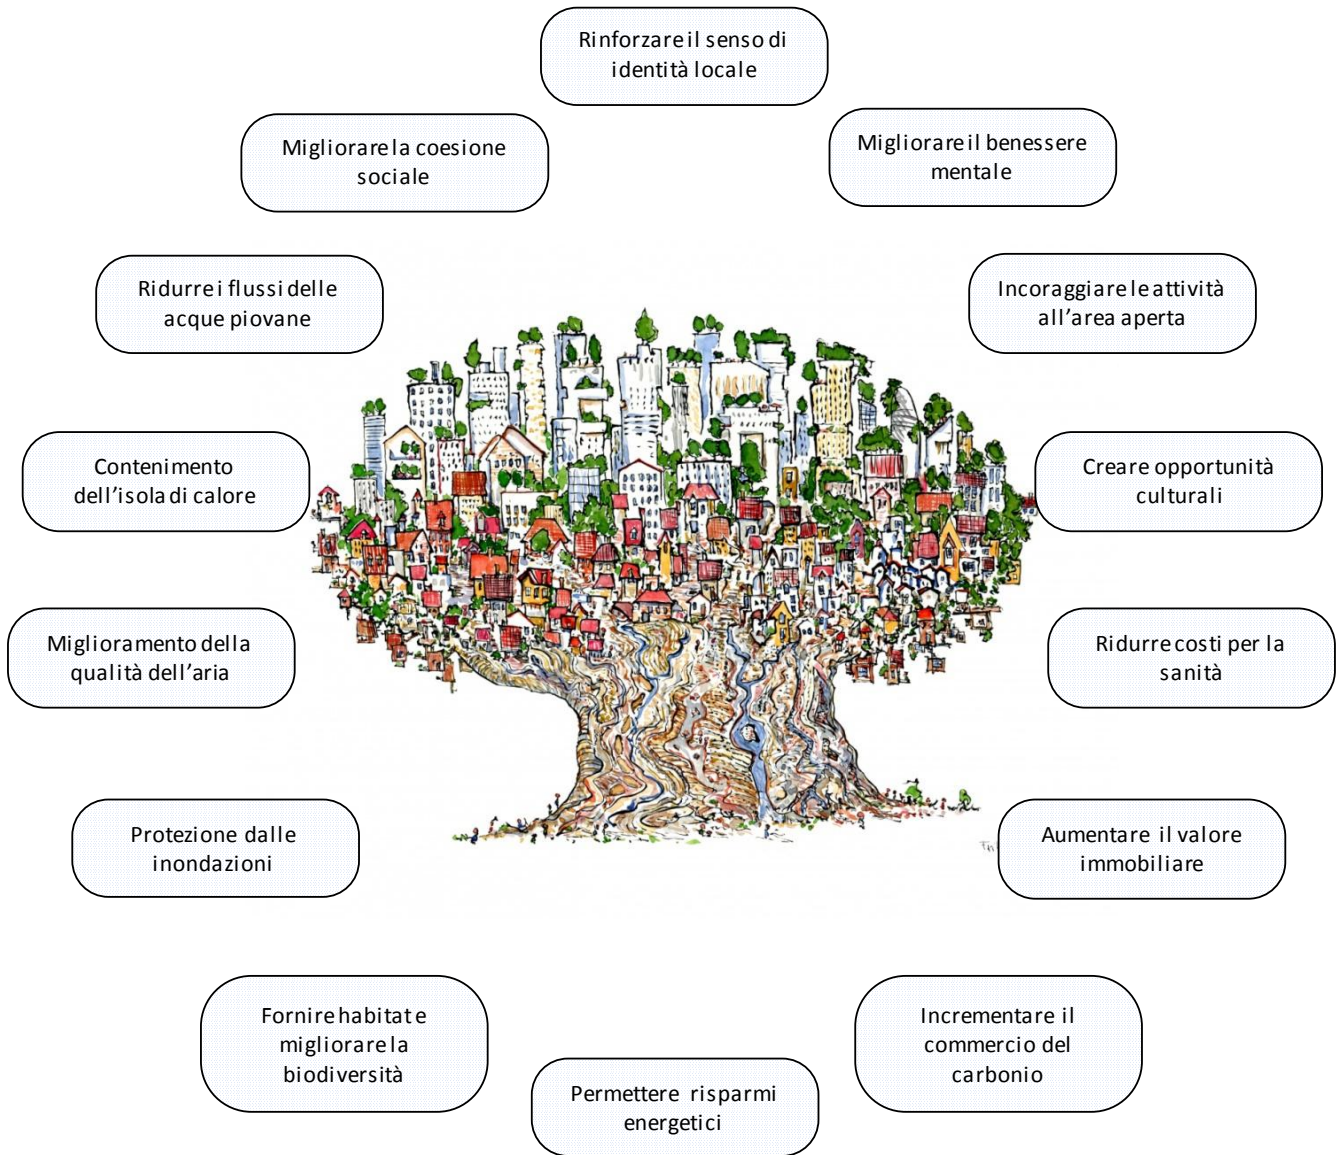 Rinforzare il senso di
identità locale
Migliorare la coesione
sociale
Migliorare il benessere
mentale
Ridurre i flussi delle
acque piovane
Incoraggiare le attività
all’area aperta
Contenimento
dell’isola di calore
Creare opportunità
culturali
Miglioramento della
qualità dell’aria
Ridurre costi per la
sanità
Protezione dalle
inondazioni
Aumentare il valore
immobiliare
Fornire habitat e
migliorare la
biodiversità
Incrementare il
commercio del
carbonio
Permettere risparmi
energetici